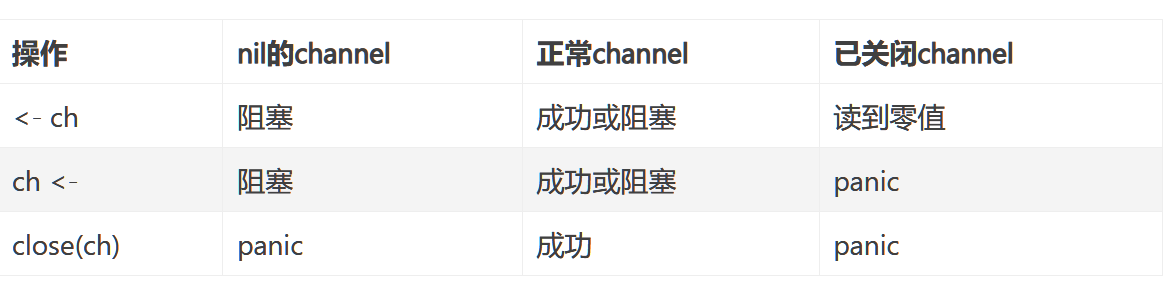 操作 nil的channel 正常channel 已关闭channel
<- ch 阻塞 成功或阻塞 读到零值
ch <- 阻塞 成功或阻塞 panic
close(ch) panic 成功 panic